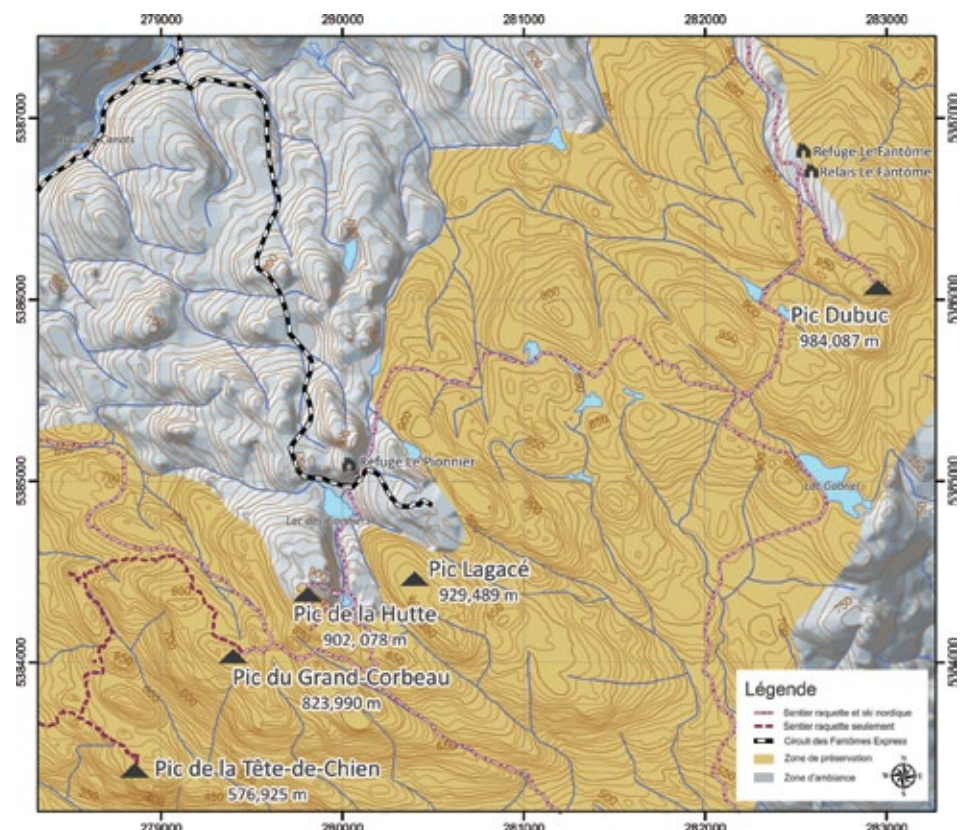 279000
280000
281000
282000
283000
5387000
5387000
Refuge Le Fantôme
Relais Le Fantôme
5386000
Pic Dubuc
984,087 m
5385000
5385000
Refuge Le Pionnier
Pic Lagacé
929,489 m
Pic de la Hutte
902, 078 m
5384000
5384000
Pic du Grand-Corbeau
823,990 m
Pic de la Tête-de-Chien
576,925 m
Légende
Sentier raquette et ski nordique
Sentier raquette seulement
Circuit des Fantômes Express
Zone de préservation
Zone d'ambiance
N
E
S
279000
280000
281000
282000
283000